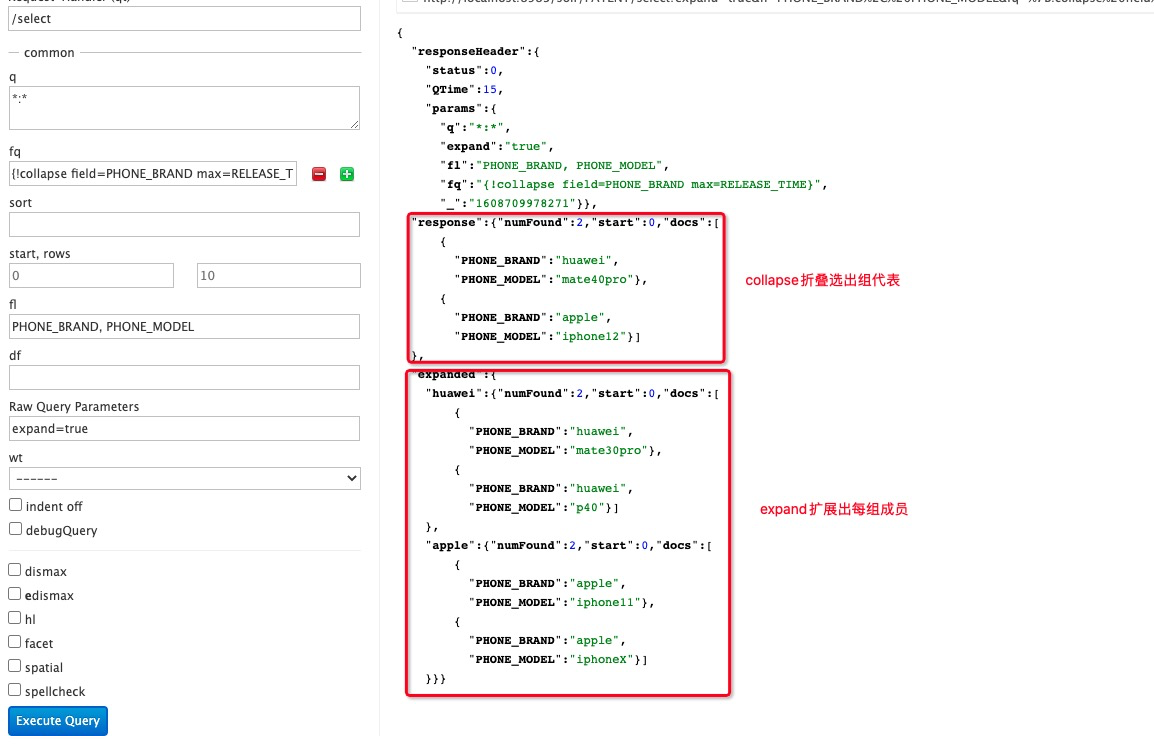 /select
common
q
*:*
fq
{!collapse field=PHONE_BRAND max=RELEASE_T
sort
start, rows
0
10
fl
PHONE_BRAND, PHONE_MODEL
df
Raw Query Parameters
expand=true
wt
------
indent off
debugQuery
dismax
edismax
hl
facet
spatial
spellcheck
Execute Query
{
"responseHeader":{
"status":0,
"QTime":15,
"params":{
"q":"*:*",
"expand":"true",
"fl":"PHONE_BRAND, PHONE_MODEL",
"fq":"{!collapse field=PHONE_BRAND max=RELEASE_TIME}",
"_":"1608709978271"}},
"response":{"numFound":2,"start":0,"docs":[
{
"PHONE_BRAND":"huawei",
"PHONE_MODEL":"mate40pro"},
{
"PHONE_BRAND":"apple",
"PHONE_MODEL":"iphone12"}]
},
collapse折叠选出组代表
"expanded":{
"huawei":{"numFound":2,"start":0,"docs":[
{
"PHONE_BRAND":"huawei",
"PHONE_MODEL":"mate30pro"},
{
"PHONE_BRAND":"huawei",
"PHONE_MODEL":"p40"}]
},
"apple":{"numFound":2,"start":0,"docs":[
{
"PHONE_BRAND":"apple",
"PHONE_MODEL":"iphone11"},
{
"PHONE_BRAND":"apple",
"PHONE_MODEL":"iphoneX"}]
}}}
expand扩展出每组成员